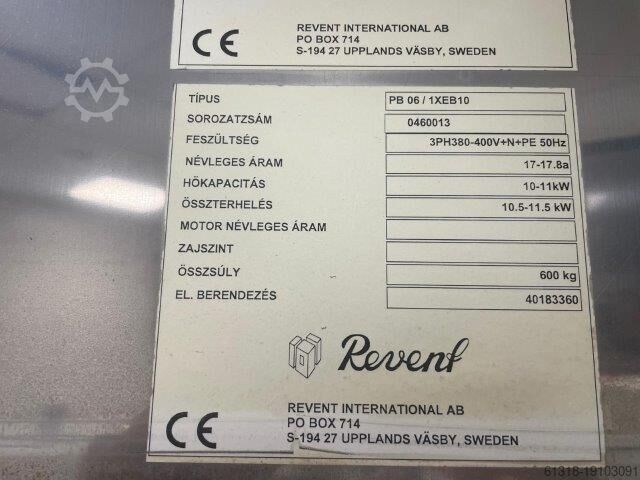 CE
REVENT INTERNATIONAL AB
PO BOX 714
S-194 27 UPPLANDS VÄSBY, SWEDEN
TÍPUS PB 06 / 1XEB10
SOROZATZSÁM 0460013
FESZÜLTSÉG 3PH380-400V+N+PE 50Hz
NÉVLEGES ÁRAM 17-17.8a
HŐKAPACITÁS 10-11kW
ÖSSZTERHELÉS 10.5-11.5 kW
MOTOR NÉVLEGES ÁRAM
ZAJSZINT
ÖSSZSÚLY 600 kg
EL. BERENDEZÉS 40183360
Revent
CE
REVENT INTERNATIONAL AB
PO BOX 714
S-194 27 UPPLANDS VÄSBY, SWEDEN
61318-19103091